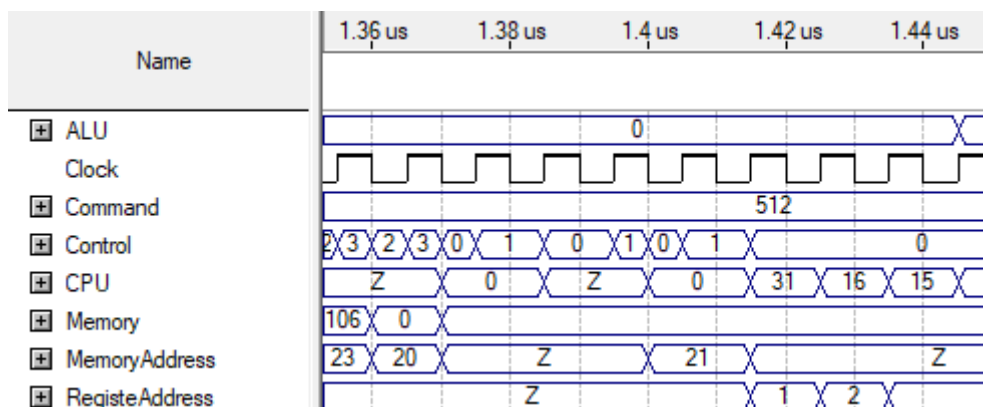 Name 1.36 us 1.38 us 1.4 us 1.42 us 1.44 us
ALU 0
Clock
Command 512
Control 2 3 2 3 0 1 0 1 0 1 0
CPU Z 0 Z 0 31 16 15
Memory 106 0
MemoryAddress 23 20 Z 21 Z
RegisteAddress Z 1 2